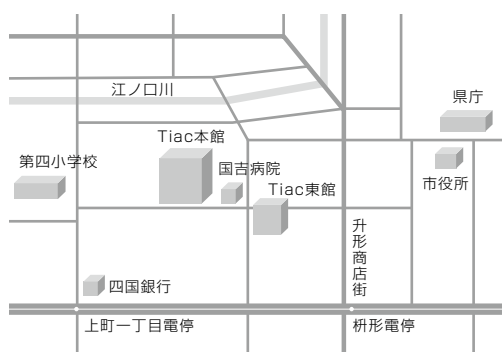 江ノ口川
県庁
Tiac本館
第四小学校
国吉病院
市役所
Tiac東館
升形商店街
四国銀行
上町一丁目電停
枡形電停